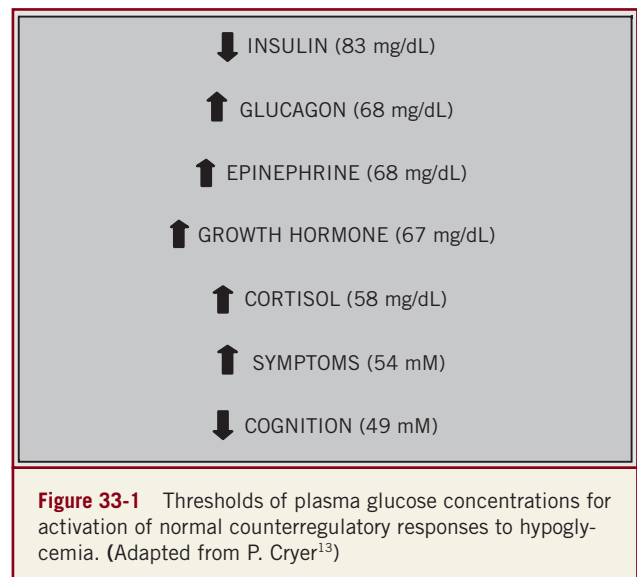 ⬇ INSULIN (83 mg/dL)
⬆ GLUCAGON (68 mg/dL)
⬆ EPINEPHRINE (68 mg/dL)
⬆ GROWTH HORMONE (67 mg/dL)
⬆ CORTISOL (58 mg/dL)
⬆ SYMPTOMS (54 mM)
⬇ COGNITION (49 mM)
Figure 33-1 Thresholds of plasma glucose concentrations for
activation of normal counterregulatory responses to hypogly-
cemia. (Adapted from P. Cryer¹³)